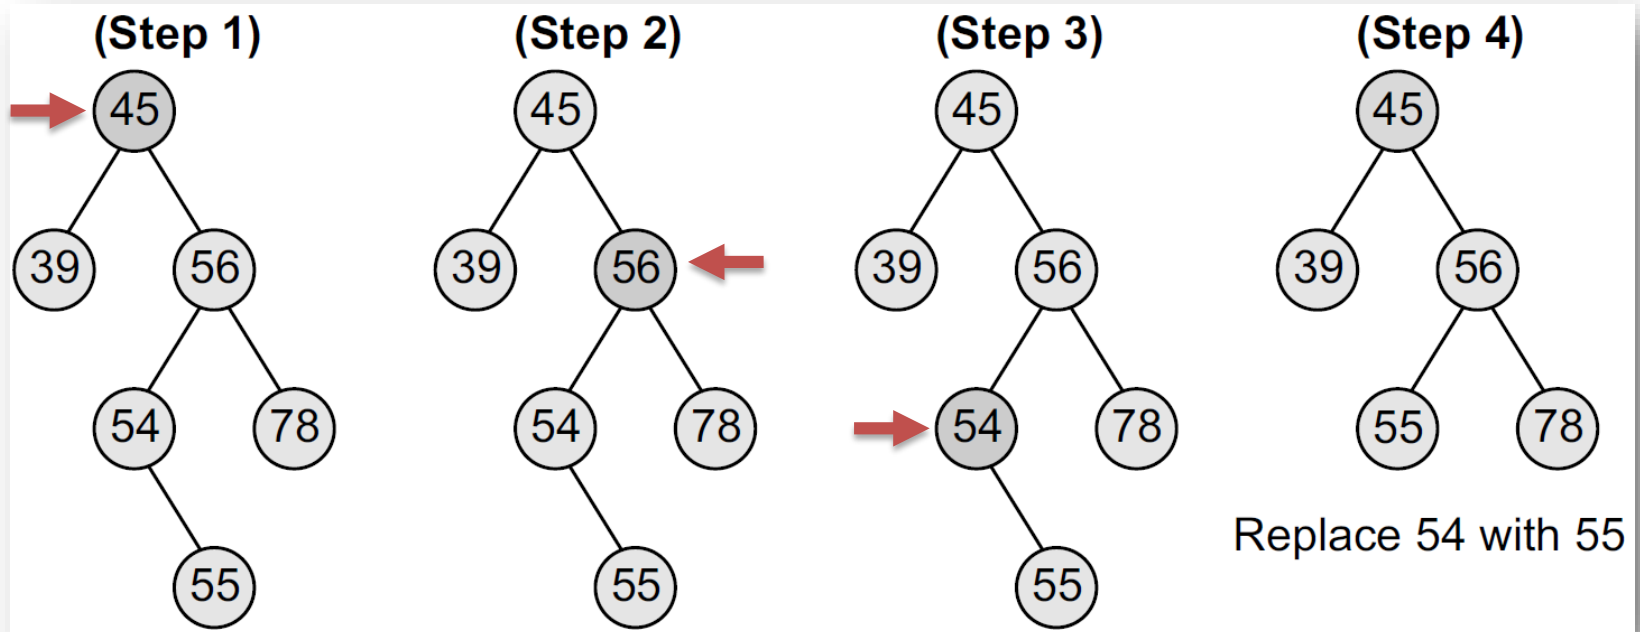 (Step 1) (Step 2) (Step 3) (Step 4)
45 45 45 45
39 56 39 56 39 56 39 56
54 78 54 78 54 78 55 78
Replace 54 with 55
55 55 55